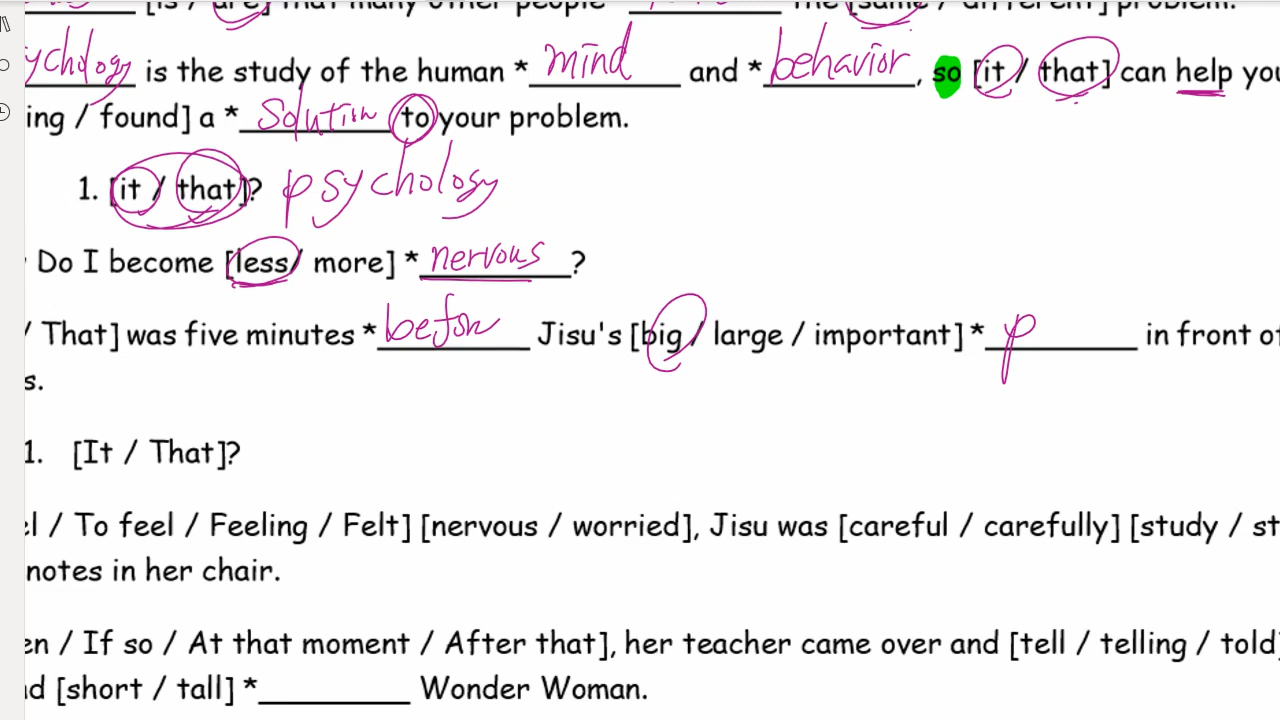 [is / are] that many other people ________ the [same / different] problem.
ychology is the study of the human * mind and * behavior, so [it / that] can help you
ing / found] a * Solution to your problem.
1. [it / that]? psychology
Do I become [less / more] * nervous?
/ That] was five minutes * befor Jisu's [big / large / important] * p in front of
s.
1. [It / That]?
el / To feel / Feeling / Felt] [nervous / worried], Jisu was [careful / carefully] [study / st
notes in her chair.
en / If so / At that moment / After that], her teacher came over and [tell / telling / told]
nd [short / tall] *__________ Wonder Woman.